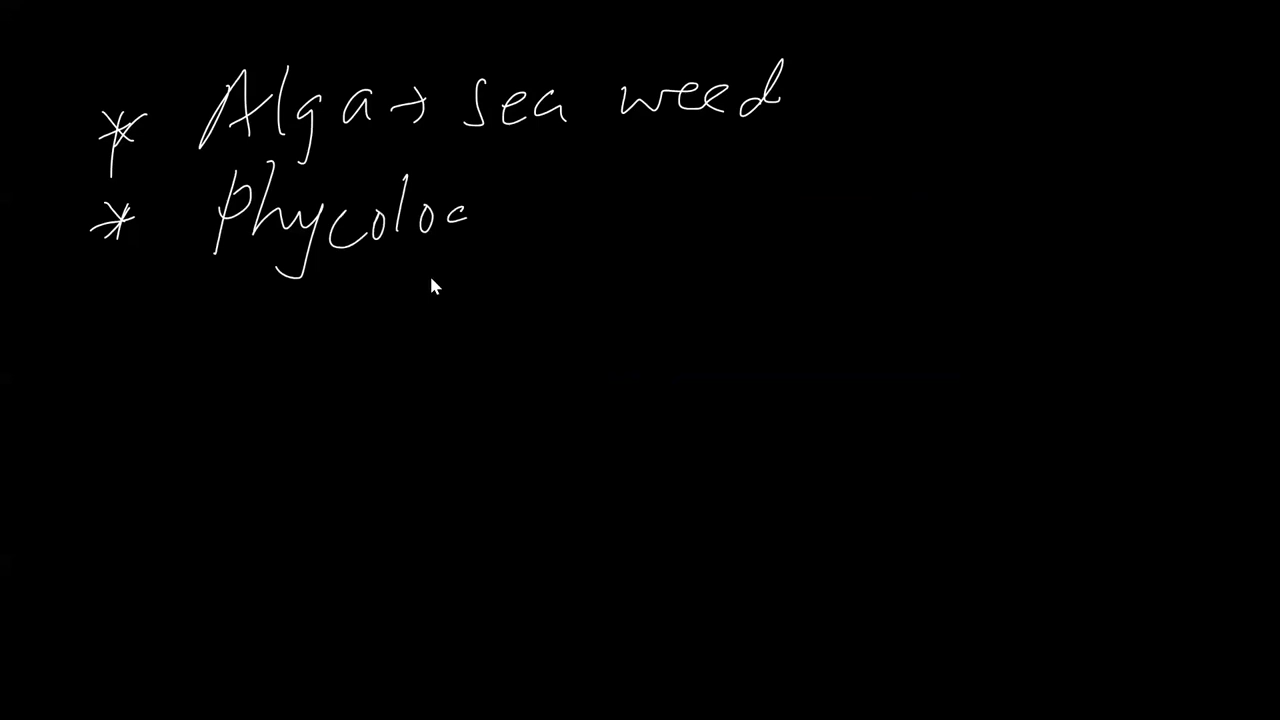 * Alga → sea weed
* Phycoloc